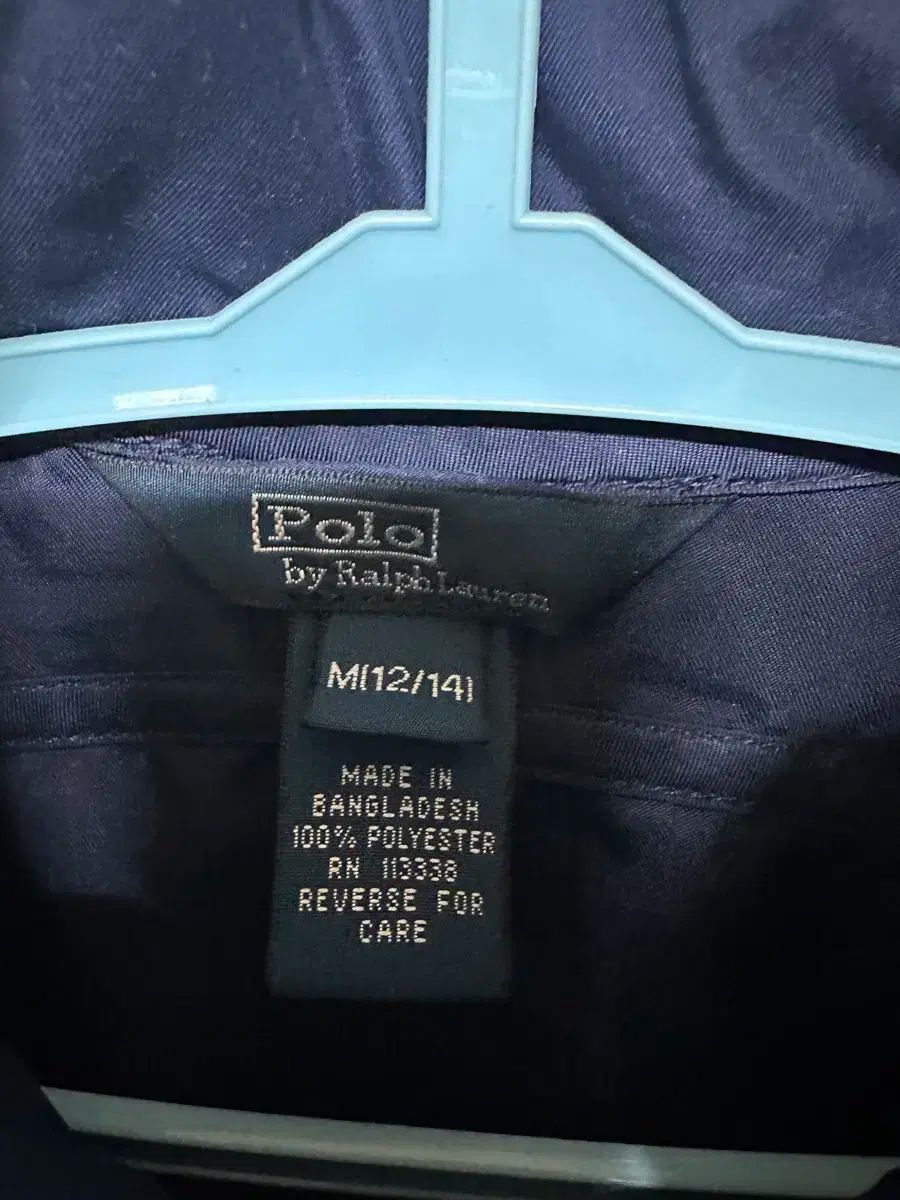 Polo
by Ralph Lauren
M(12/14)
MADE IN
BANGLADESH
100% POLYESTER
RN 113338
REVERSE FOR
CARE